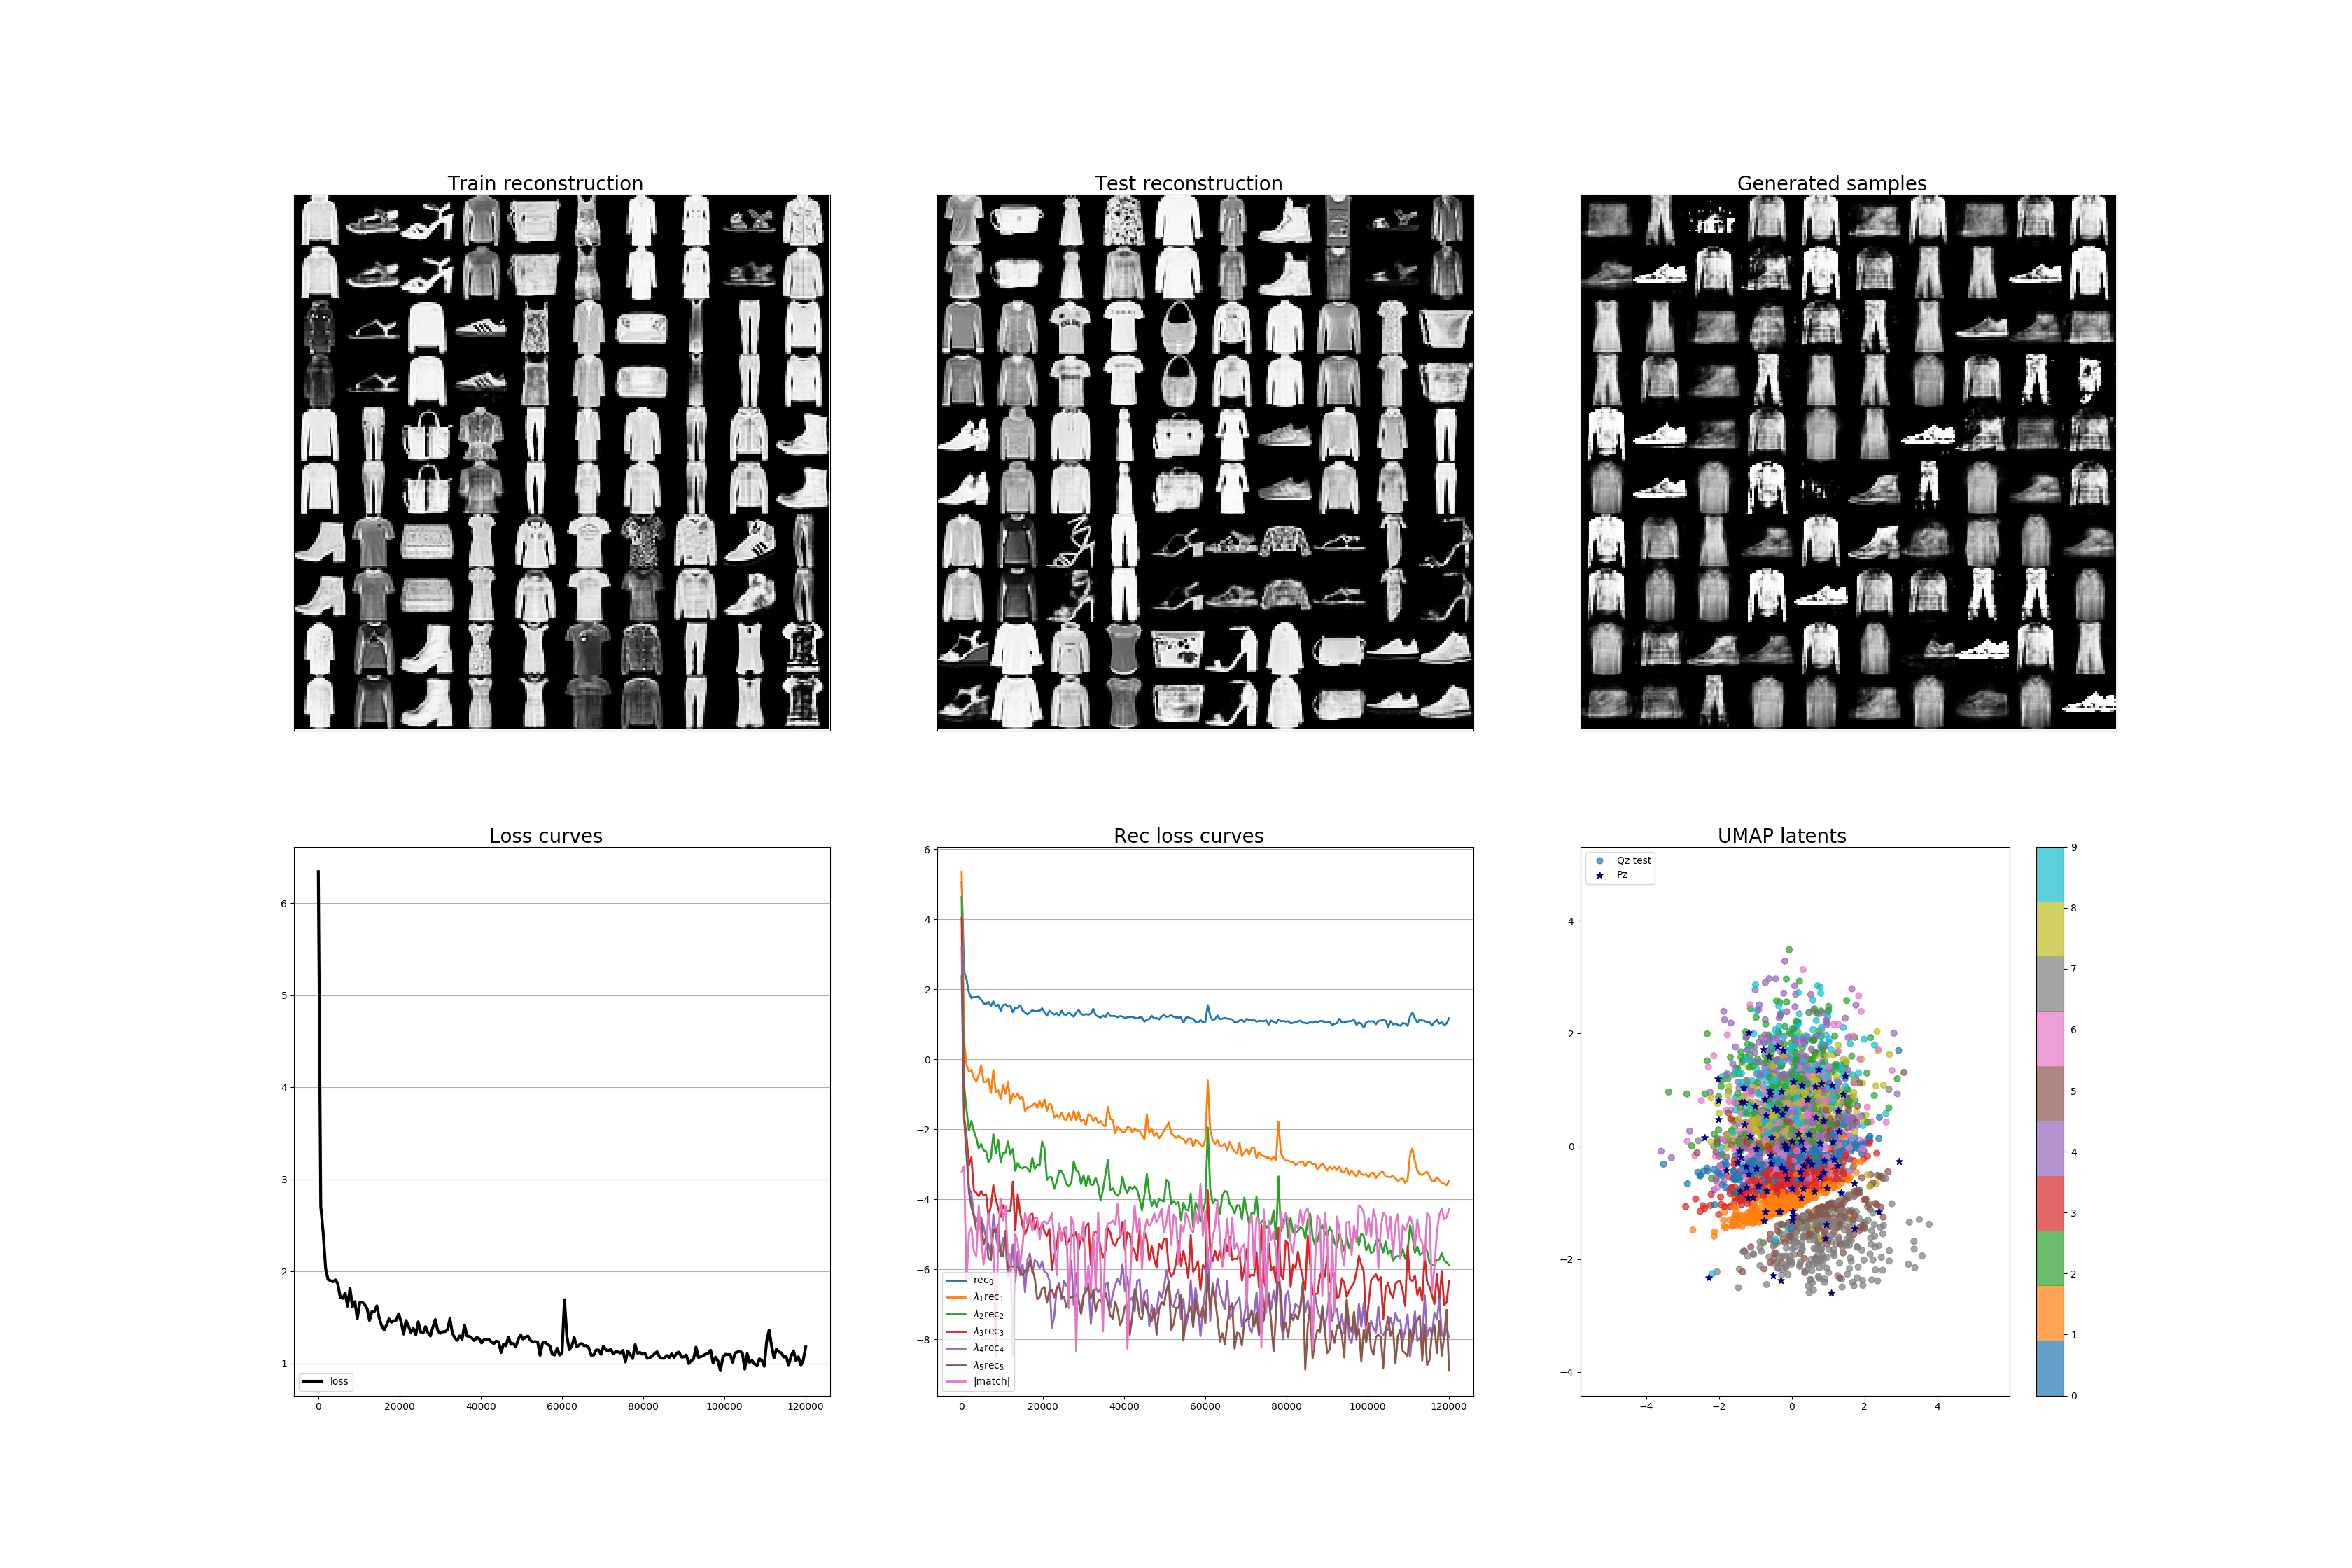 Train reconstruction
Test reconstruction
Generated samples
Loss curves
6
5
4
3
2
1
loss
0 20000 40000 60000 80000 100000 120000
Rec loss curves
6
4
2
0
−2
−4
−6
−8
rec₀
λ₁rec₁
λ₂rec₂
λ₃rec₃
λ₄rec₄
λ₅rec₅
|match|
0 20000 40000 60000 80000 100000 120000
UMAP latents
Qz test
Pz
4
2
0
−2
−4
−4 −2 0 2 4
9
8
7
6
5
4
3
2
1
0